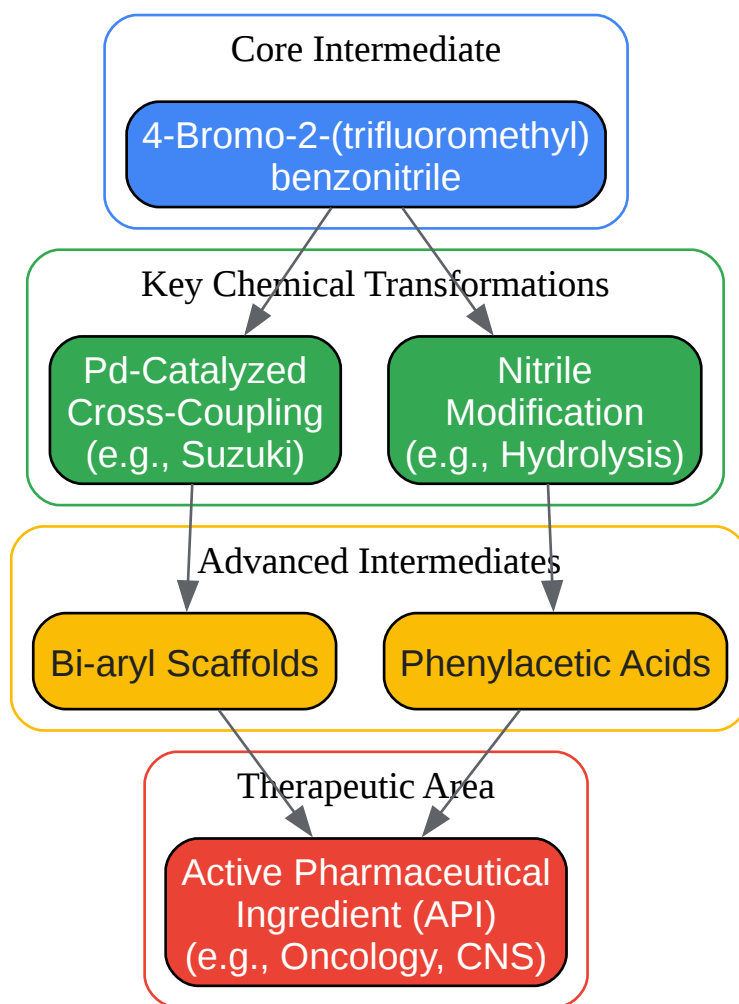 Core Intermediate
4-Bromo-2-(trifluoromethyl)
benzonitrile
Key Chemical Transformations
Pd-Catalyzed
Cross-Coupling
(e.g., Suzuki)
Nitrile
Modification
(e.g., Hydrolysis)
Advanced Intermediates
Bi-aryl Scaffolds
Phenylacetic Acids
Therapeutic Area
Active Pharmaceutical
Ingredient (API)
(e.g., Oncology, CNS)